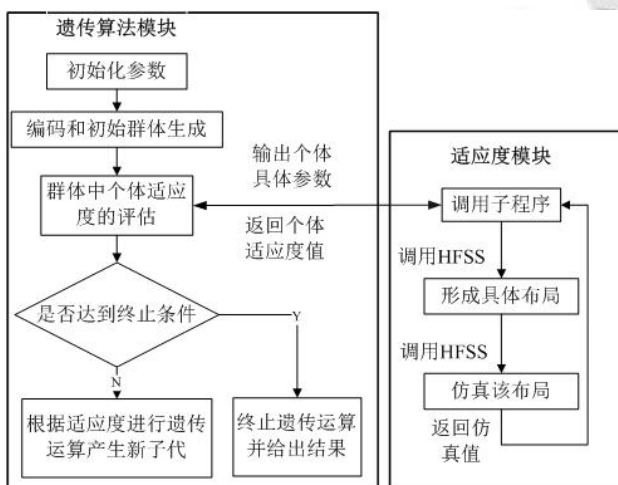 遗传算法模块
初始化参数
编码和初始群体生成
群体中个体适应
度的评估
是否达到终止条件
Y
N
根据适应度进行遗传
运算产生新子代
终止遗传运算
并给出结果
输出个体
具体参数
返回个体
适应度值
适应度模块
调用子程序
调用HFSS
形成具体布局
调用HFSS
仿真该布局
返回仿
真值